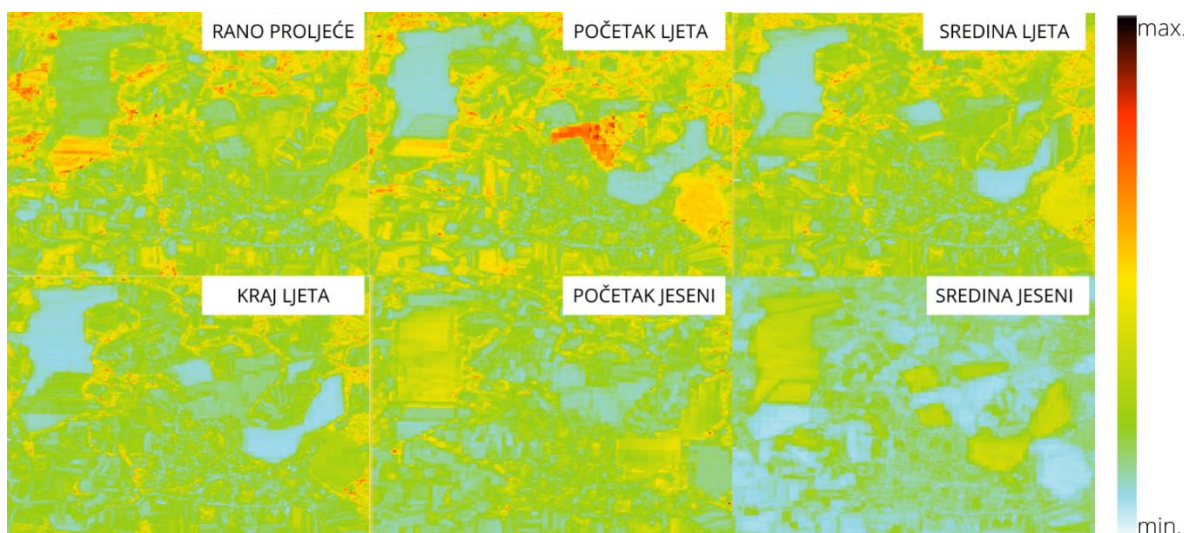 RANO PROLJEĆE
POČETAK LJETA
SREDINA LJETA
max.
KRAJ LJETA
POČETAK JESENI
SREDINA JESENI
min.